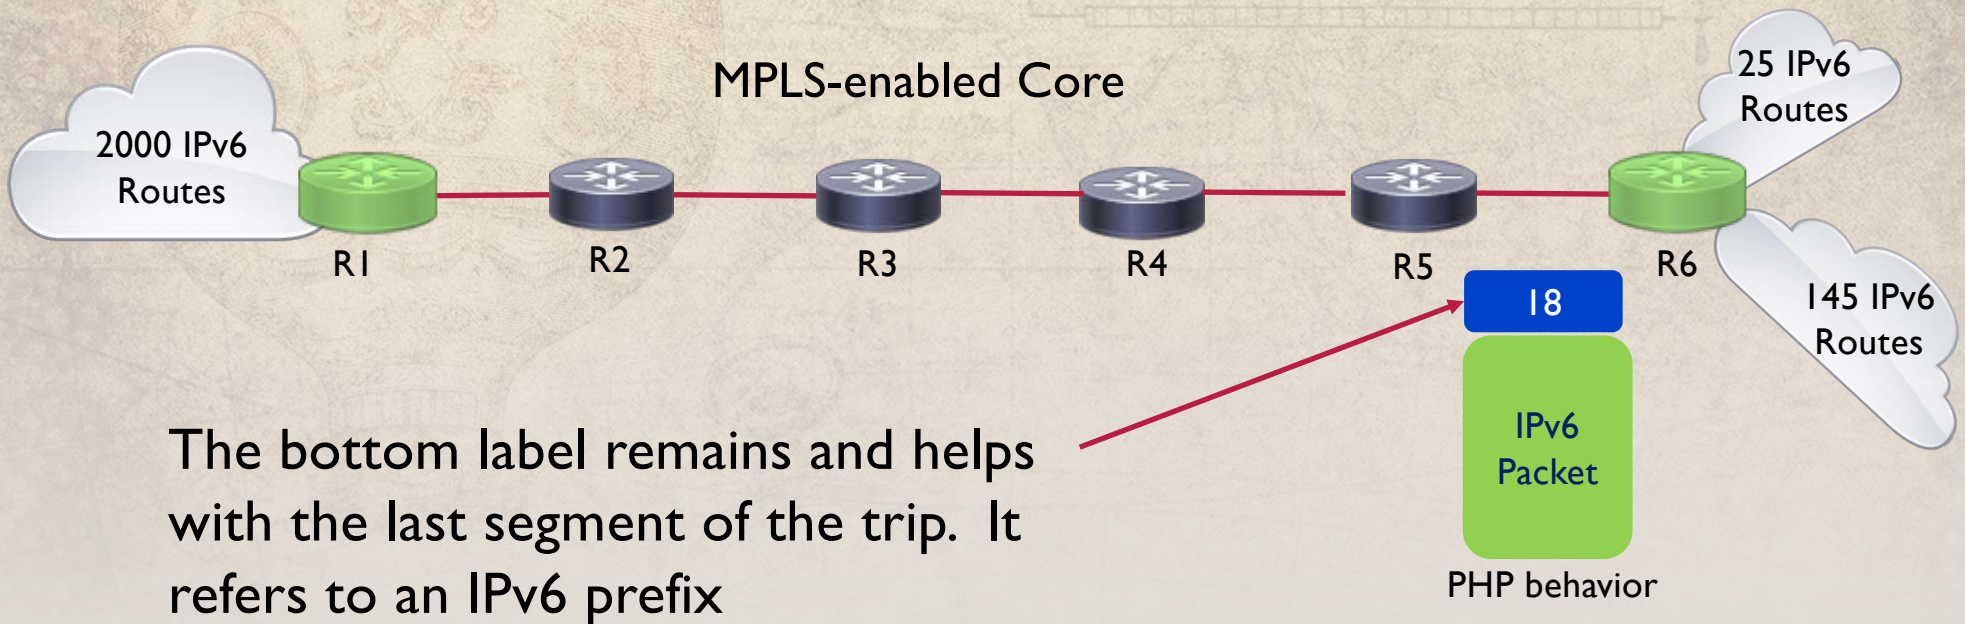 MPLS-enabled Core
2000 IPv6
Routes
25 IPv6
Routes
R1
R2
R3
R4
R5
R6
145 IPv6
Routes
18
IPv6
Packet
PHP behavior
The bottom label remains and helps
with the last segment of the trip. It
refers to an IPv6 prefix